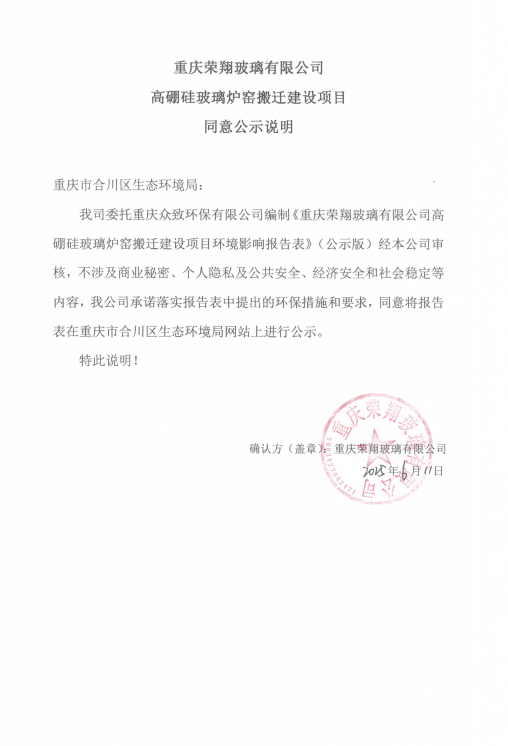 重庆荣翔玻璃有限公司
高硼硅玻璃炉窑搬迁建设项目
同意公示说明
重庆市合川区生态环境局：
我司委托重庆众致环保有限公司编制《重庆荣翔玻璃有限公司高
硼硅玻璃炉窑搬迁建设项目环境影响报告表》（公示版）经本公司审
核，不涉及商业秘密、个人隐私及公共安全、经济安全和社会稳定等
内容，我公司承诺落实报告表中提出的环保措施和要求，同意将报告
表在重庆市合川区生态环境局网站上进行公示。
特此说明！
重庆荣翔玻璃有限公司
确认方（盖章）：重庆荣翔玻璃有限公司
2025年6月11日